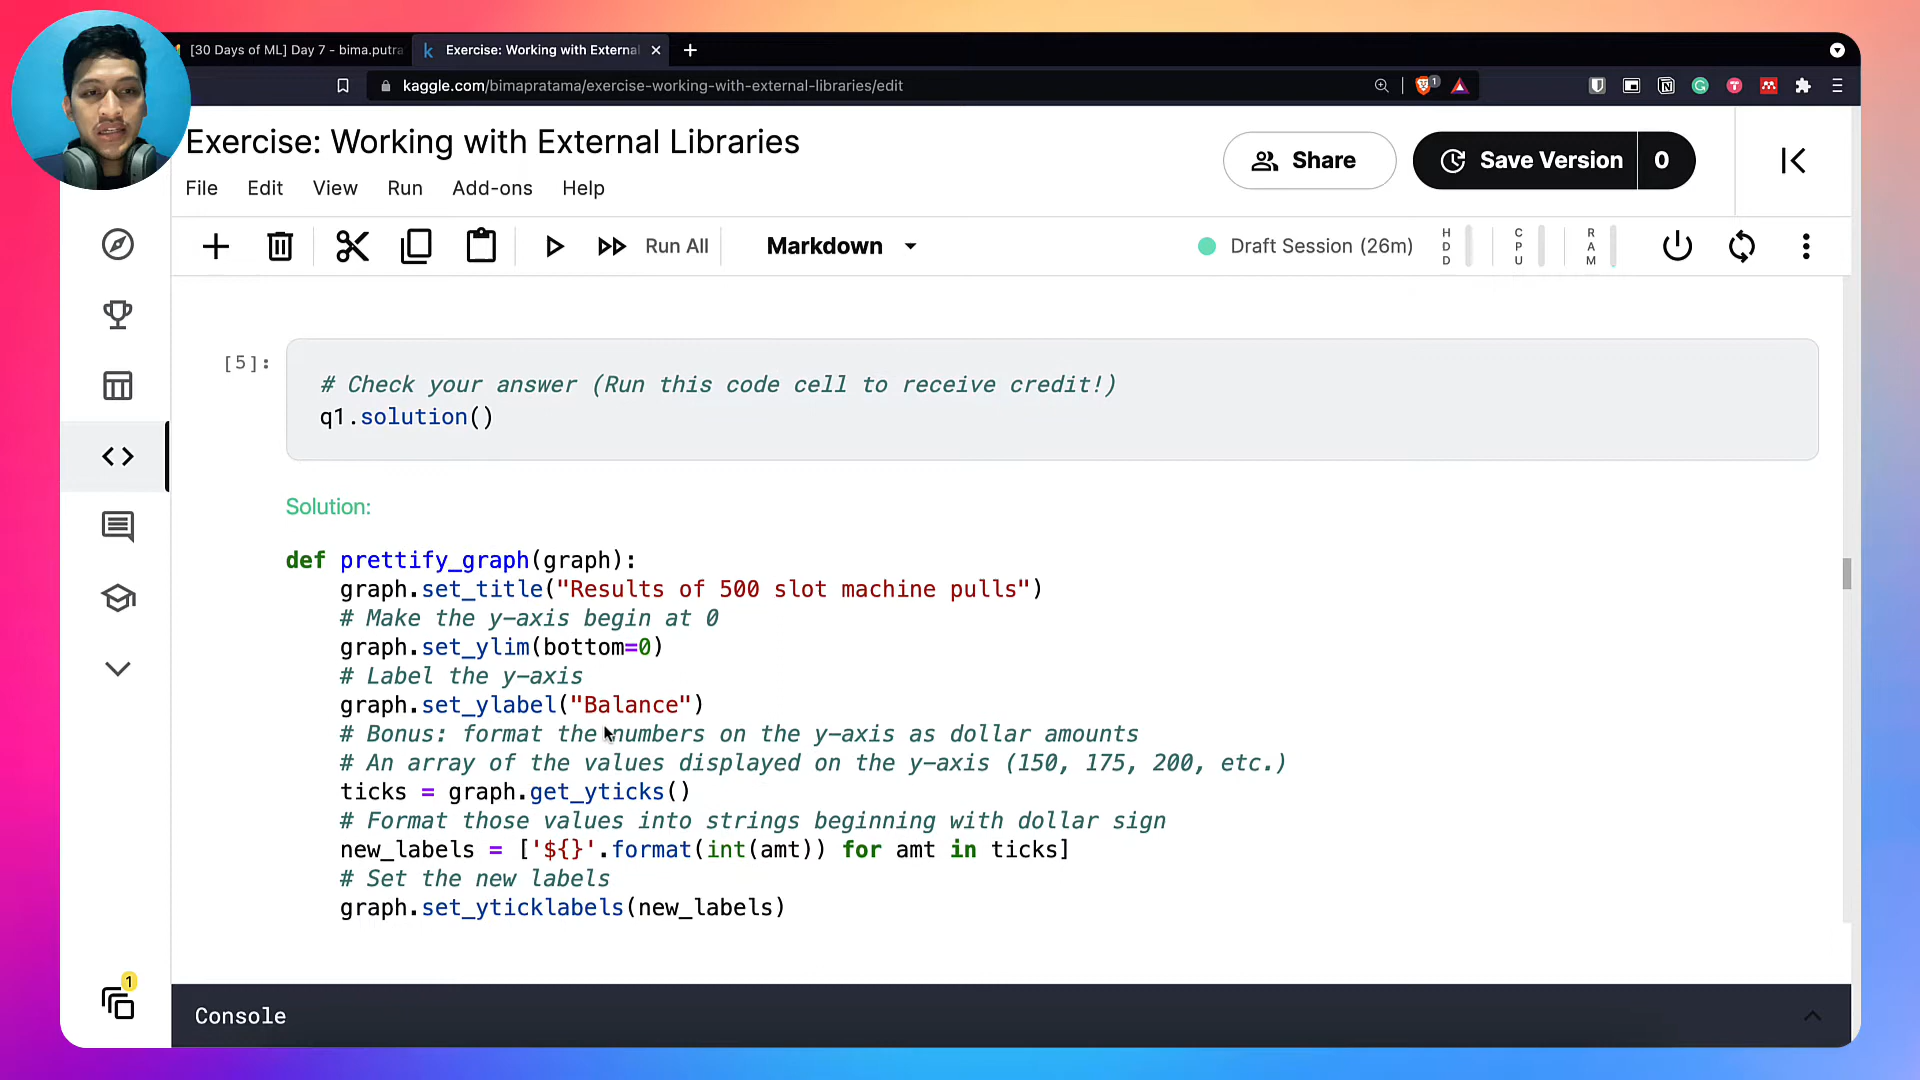 [30 Days of ML] Day 7 - bima.putra
k Exercise: Working with External
kaggle.com/bimapratama/exercise-working-with-external-libraries/edit
1
Exercise: Working with External Libraries
Share
Save Version 0
File Edit View Run Add-ons Help
Run All
Markdown
Draft Session (26m)
HDD
CPU
RAM
[5]:
# Check your answer (Run this code cell to receive credit!)
q1.solution()
Solution:
def prettify_graph(graph):
    graph.set_title("Results of 500 slot machine pulls")
    # Make the y-axis begin at 0
    graph.set_ylim(bottom=0)
    # Label the y-axis
    graph.set_ylabel("Balance")
    # Bonus: format the numbers on the y-axis as dollar amounts
    # An array of the values displayed on the y-axis (150, 175, 200, etc.)
    ticks = graph.get_yticks()
    # Format those values into strings beginning with dollar sign
    new_labels = ['${}'.format(int(amt)) for amt in ticks]
    # Set the new labels
    graph.set_yticklabels(new_labels)
1
Console